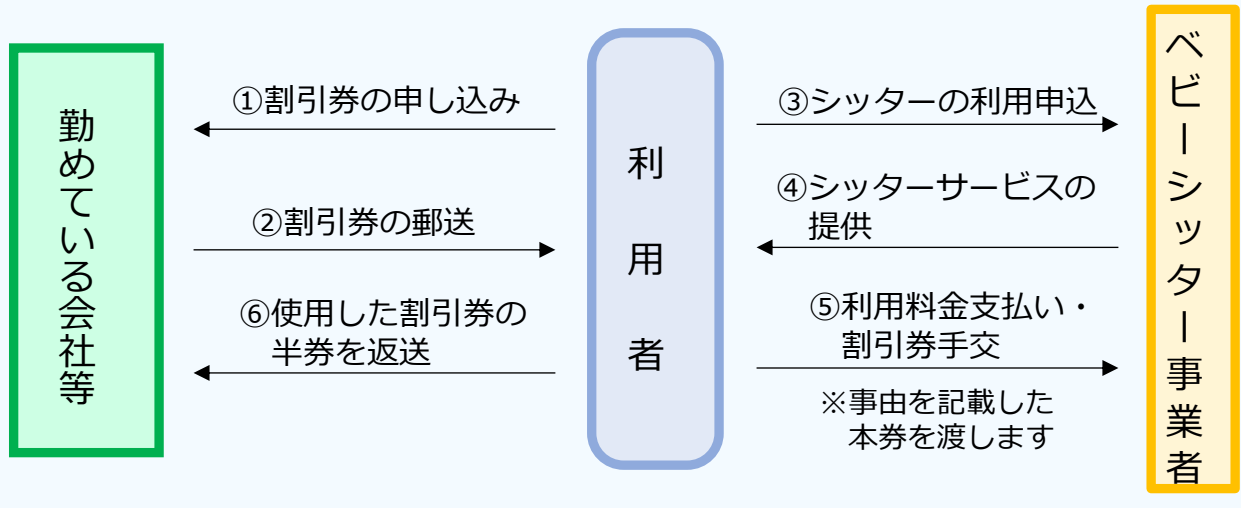 勤めている会社等
①割引券の申し込み
②割引券の郵送
⑥使用した割引券の
半券を返送
利用者
③シッターの利用申込
④シッターサービスの
提供
⑤利用料金支払い・
割引券手交
※事由を記載した
本券を渡します
ベビーシッター事業者